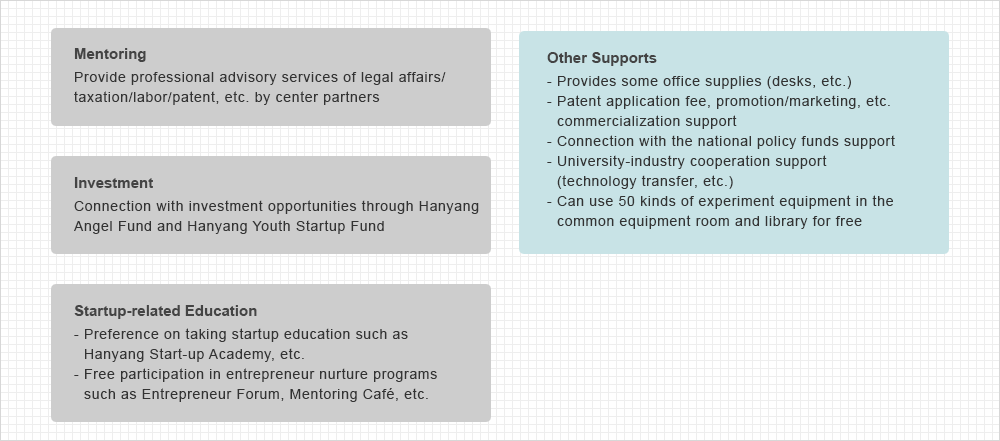 Mentoring
Provide professional advisory services of legal affairs/
taxation/labor/patent, etc. by center partners
Investment
Connection with investment opportunities through Hanyang
Angel Fund and Hanyang Youth Startup Fund
Startup-related Education
- Preference on taking startup education such as
Hanyang Start-up Academy, etc.
- Free participation in entrepreneur nurture programs
such as Entrepreneur Forum, Mentoring Café, etc.
Other Supports
- Provides some office supplies (desks, etc.)
- Patent application fee, promotion/marketing, etc.
commercialization support
- Connection with the national policy funds support
- University-industry cooperation support
(technology transfer, etc.)
- Can use 50 kinds of experiment equipment in the
common equipment room and library for free